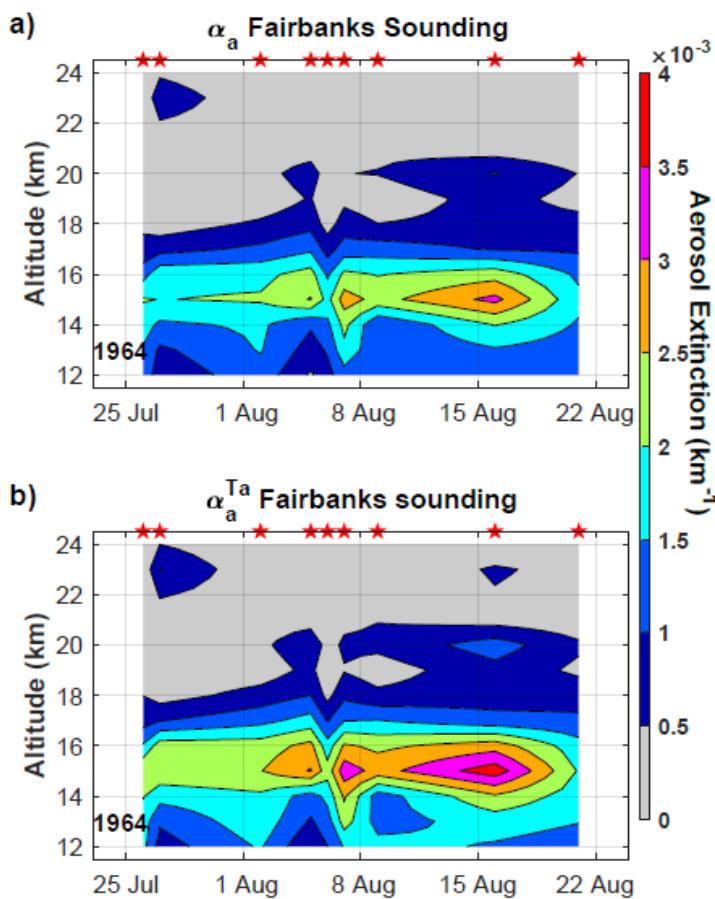 a)
αa Fairbanks Sounding
×10-3
24
22
20
18
16
14
12
Altitude (km)
1964
25 Jul 1 Aug 8 Aug 15 Aug 22 Aug
b)
αaTa Fairbanks sounding
24
22
20
18
16
14
12
Altitude (km)
1964
25 Jul 1 Aug 8 Aug 15 Aug 22 Aug
4
3.5
3
2.5
2
1.5
1
0.5
0
Aerosol Extinction (km-1)